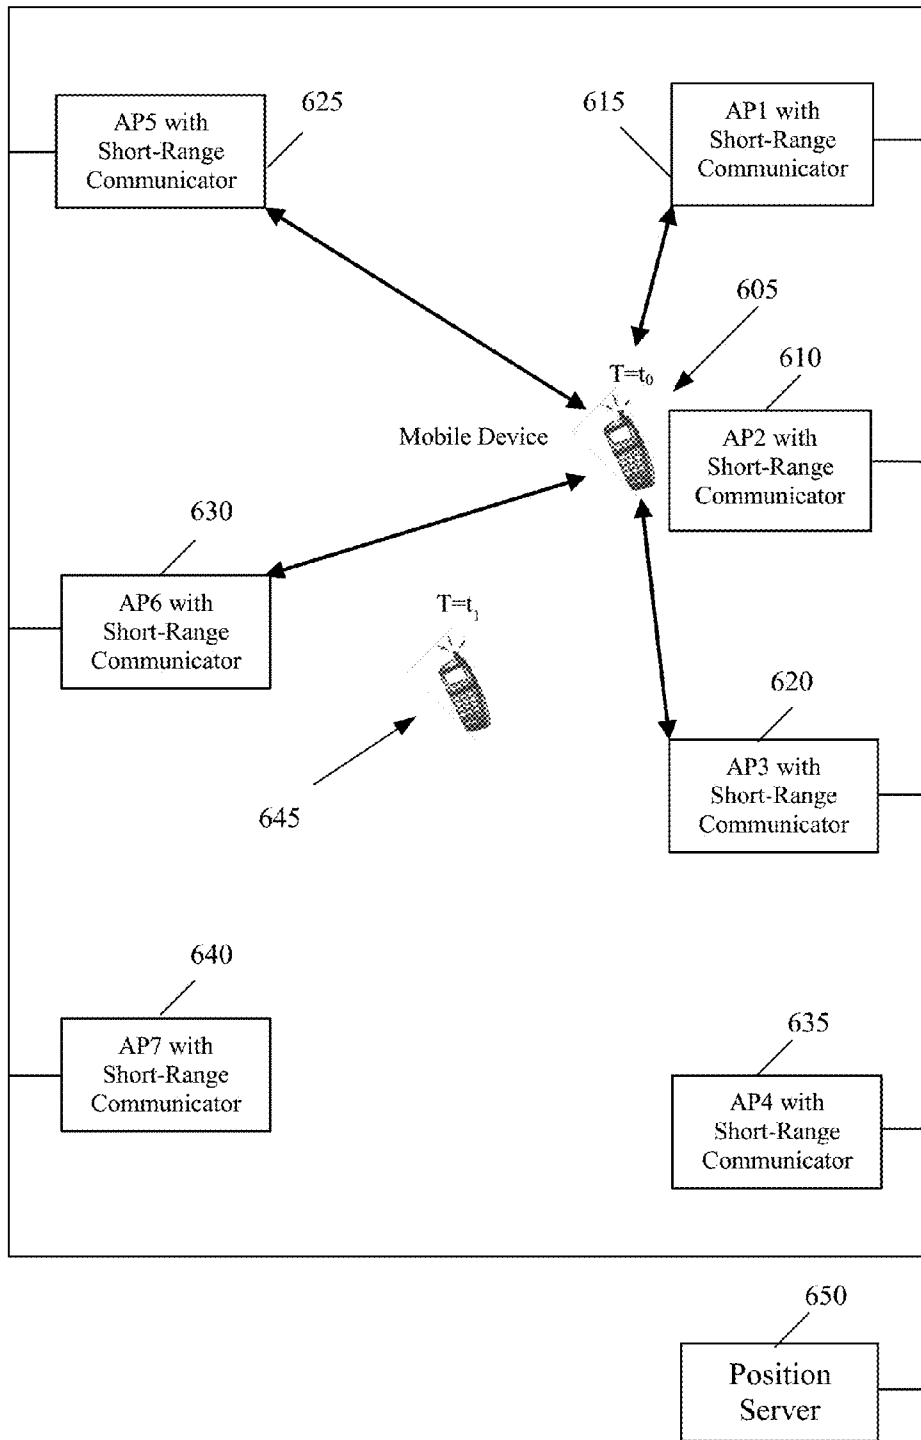 625
615
AP5 with
Short-Range
Communicator
AP1 with
Short-Range
Communicator
605
T=t0
610
Mobile Device
AP2 with
Short-Range
Communicator
630
AP6 with
Short-Range
Communicator
T=t1
620
AP3 with
Short-Range
Communicator
645
640
AP7 with
Short-Range
Communicator
635
AP4 with
Short-Range
Communicator
650
Position
Server